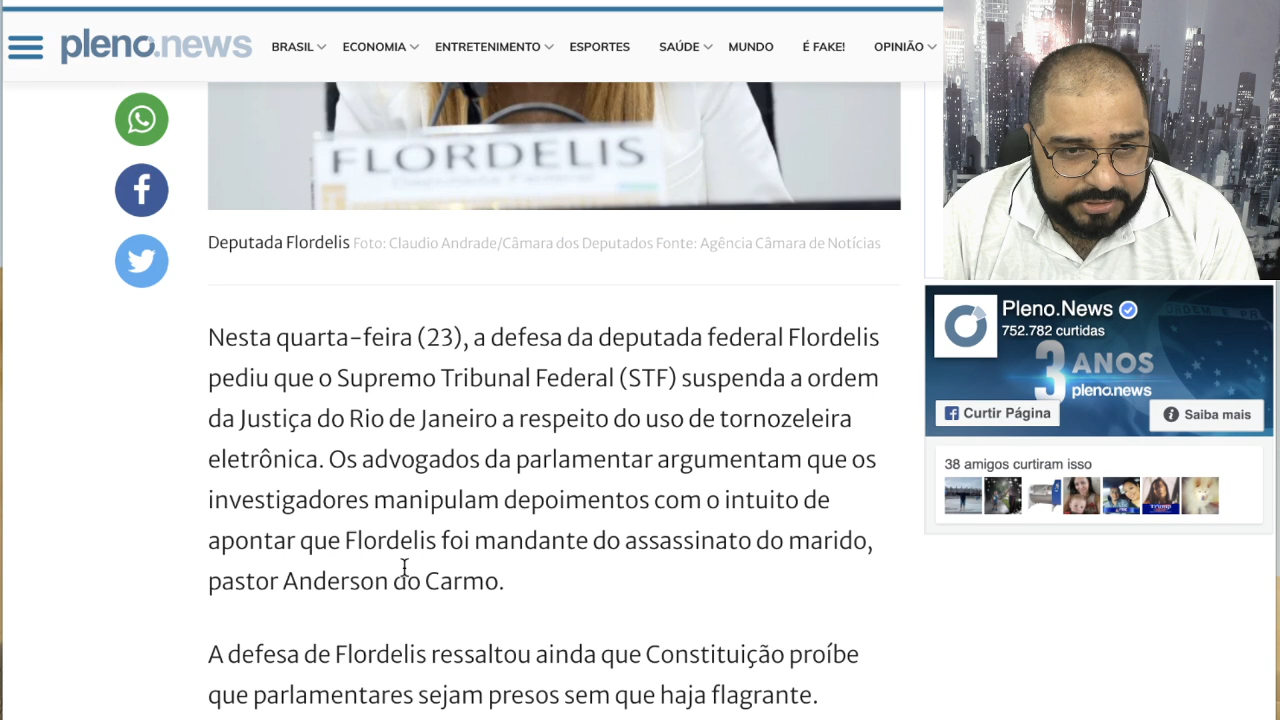 pleno.news
BRASIL ECONOMIA ENTRETENIMENTO ESPORTES SAÚDE MUNDO É FAKE! OPINIÃO
FLORDELIS
Deputada Flordelis Foto: Claudio Andrade/Câmara dos Deputados Fonte: Agência Câmara de Notícias
Nesta quarta-feira (23), a defesa da deputada federal Flordelis
pediu que o Supremo Tribunal Federal (STF) suspenda a ordem
da Justiça do Rio de Janeiro a respeito do uso de tornozeleira
eletrônica. Os advogados da parlamentar argumentam que os
investigadores manipulam depoimentos com o intuito de
apontar que Flordelis foi mandante do assassinato do marido,
pastor Anderson do Carmo.
A defesa de Flordelis ressaltou ainda que Constituição proíbe
que parlamentares sejam presos sem que haja flagrante.
Pleno.News
752.782 curtidas
3 ANOS
pleno.news
Curtir Página
Saiba mais
38 amigos curtiram isso